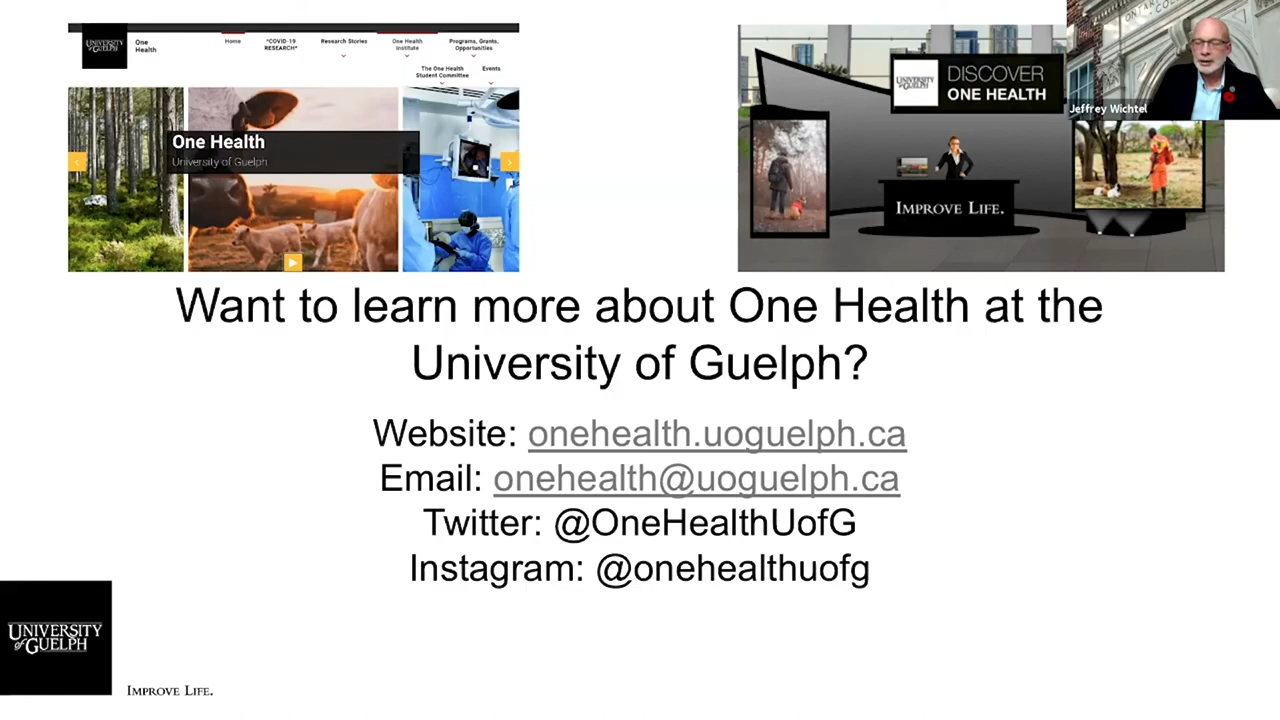 UNIVERSITY
of GUELPH
One
Health
Home
*COVID-19
RESEARCH*
Research Stories
One Health
Institute
Programs, Grants,
Opportunities
The One Health
Student Committee
Events
One Health
University of Guelph
UNIVERSITY
of GUELPH
DISCOVER
ONE HEALTH
IMPROVE LIFE.
Jeffrey Wichtel
Want to learn more about One Health at the
University of Guelph?
Website: onehealth.uoguelph.ca
Email: onehealth@uoguelph.ca
Twitter: @OneHealthUofG
Instagram: @onehealthuofg
UNIVERSITY
of GUELPH
IMPROVE LIFE.